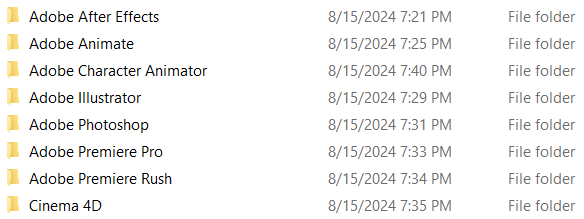 Adobe After Effects 8/15/2024 7:21 PM File folder
Adobe Animate 8/15/2024 7:25 PM File folder
Adobe Character Animator 8/15/2024 7:40 PM File folder
Adobe Illustrator 8/15/2024 7:29 PM File folder
Adobe Photoshop 8/15/2024 7:31 PM File folder
Adobe Premiere Pro 8/15/2024 7:33 PM File folder
Adobe Premiere Rush 8/15/2024 7:34 PM File folder
Cinema 4D 8/15/2024 7:35 PM File folder